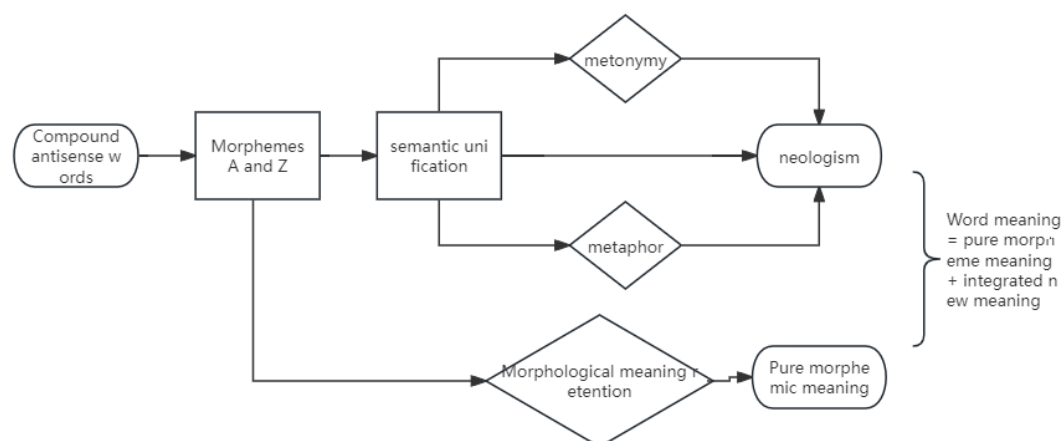 metonymy
Compound
antisense w
ords
Morphemes
A and Z
semantic uni
fication
neologism
metaphor
Word meaning
= pure morph
eme meaning
+ integrated n
ew meaning
Morphological meaning r
etention
Pure morphe
mic meaning